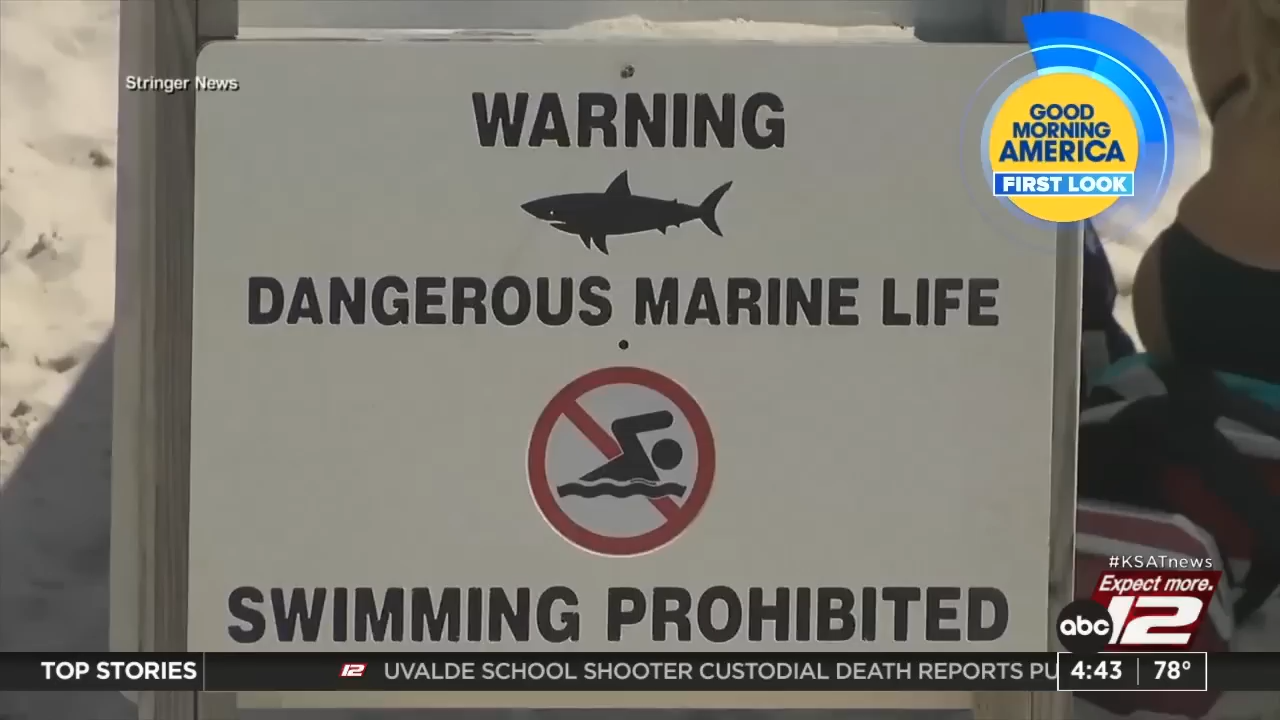 Stringer News
GOOD
MORNING
AMERICA
FIRST LOOK
WARNING
DANGEROUS MARINE LIFE
SWIMMING PROHIBITED
#KSATnews
Expect more.
abc 12
TOP STORIES
12 UVALDE SCHOOL SHOOTER CUSTODIAL DEATH REPORTS PU
4:43 78°